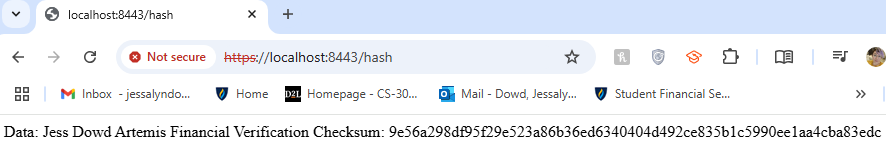 localhost:8443/hash
Not secure https://localhost:8443/hash
Inbox - jessalyndo... Home D2L Homepage - CS-30... Mail - Dowd, Jessaly... Student Financial Se...
Data: Jess Dowd Artemis Financial Verification Checksum: 9e56a298df95f29e523a86b36ed6340404d492ce835b1c5990ee1aa4cba83edc